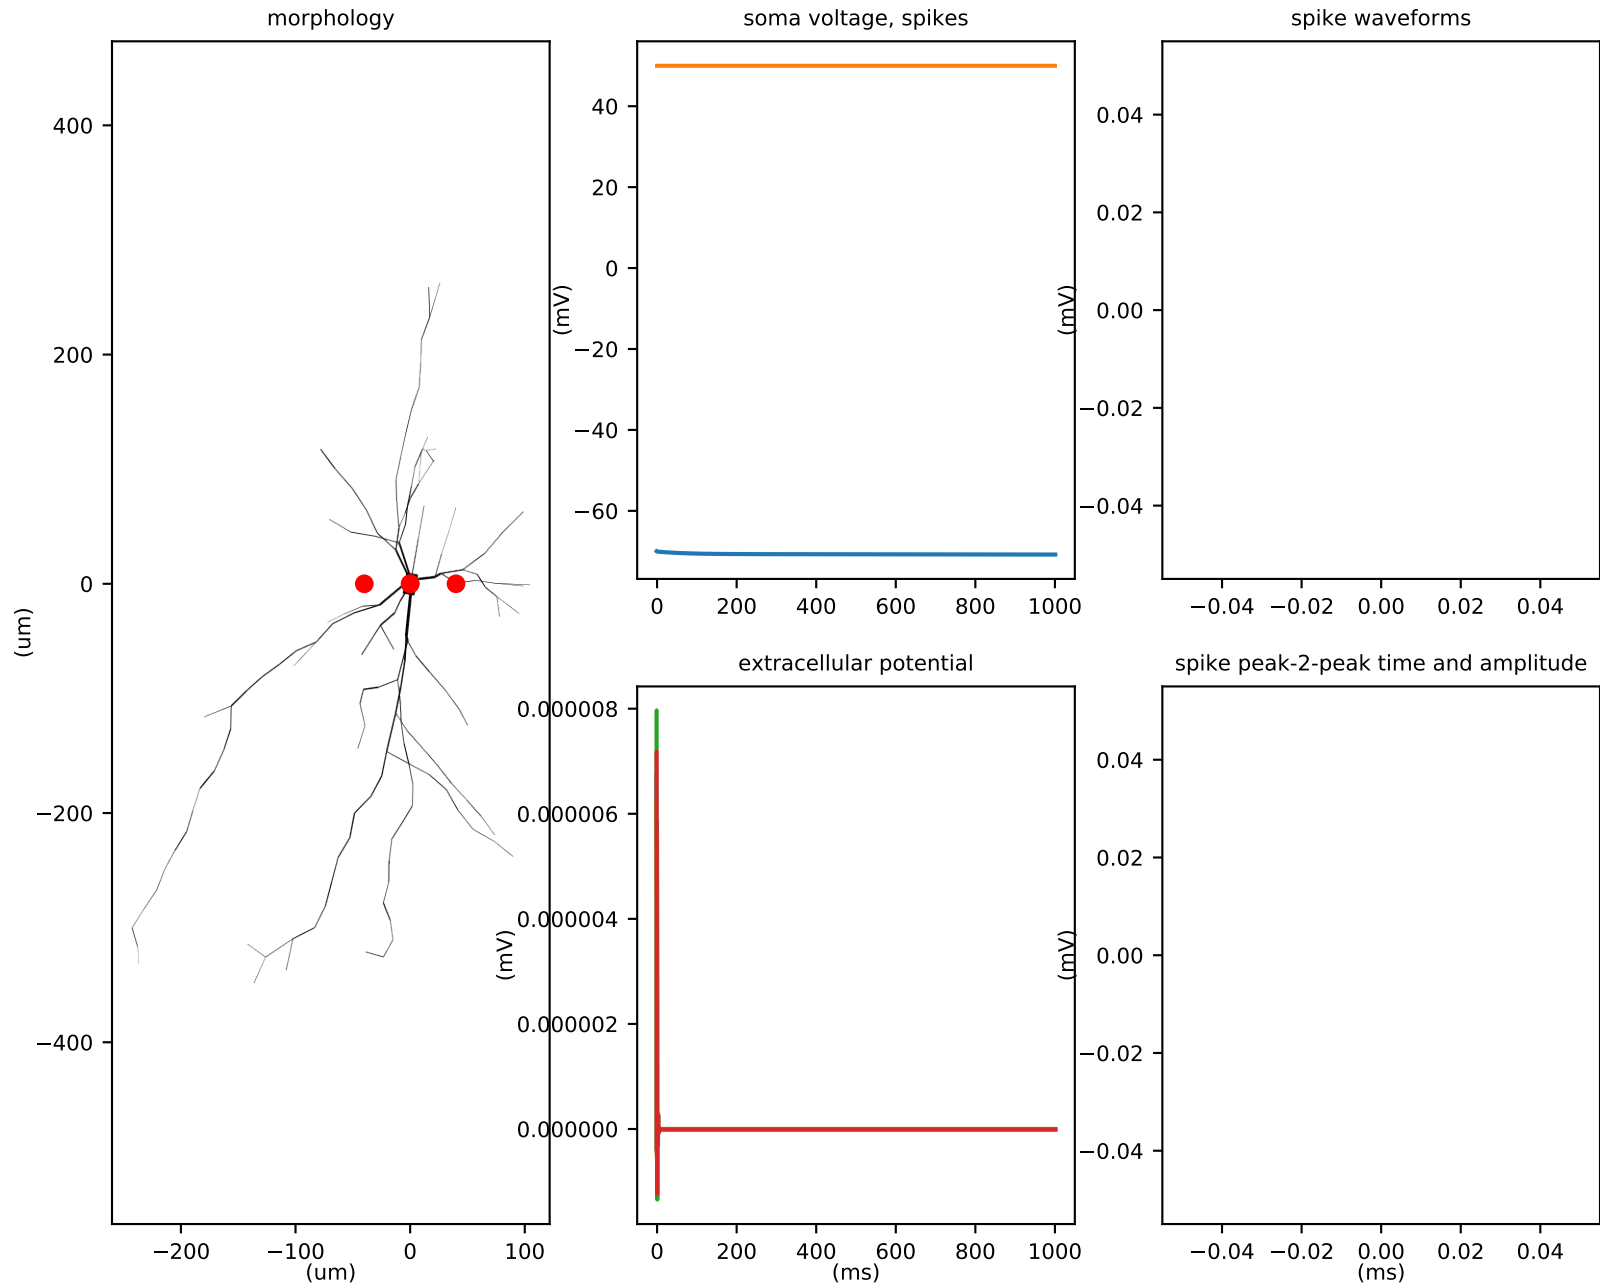 morphology
400
200
0
−200
−400
(um)
−200 −100 0 100
(um)
soma voltage, spikes
40
20
0
−20
−40
−60
(mV)
0 200 400 600 800 1000
spike waveforms
0.04
0.02
0.00
−0.02
−0.04
(mV)
−0.04 −0.02 0.00 0.02 0.04
extracellular potential
0.000008
0.000006
0.000004
0.000002
0.000000
(mV)
0 200 400 600 800 1000
(ms)
spike peak-2-peak time and amplitude
0.04
0.02
0.00
−0.02
−0.04
(mV)
−0.04 −0.02 0.00 0.02 0.04
(ms)